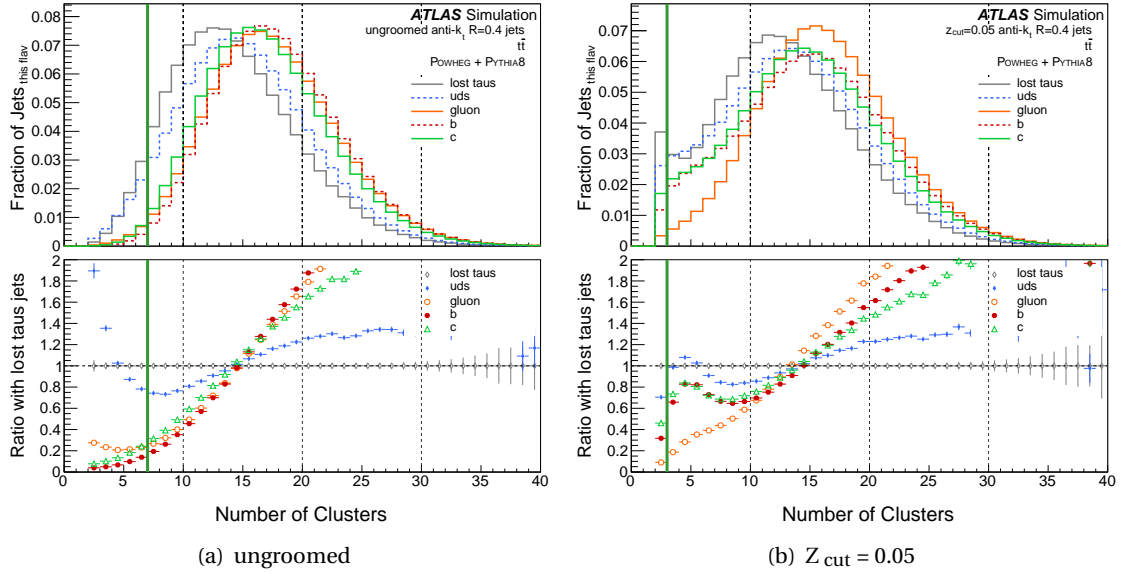 ATLAS Simulation
ungroomed anti-kt R=0.4 jets
tt̄
POWHEG + PYTHIA8
lost taus
uds
gluon
b
c
Fraction of Jets this flav
0.08
0.07
0.06
0.05
0.04
0.03
0.02
0.01
0
lost taus
uds
gluon
b
c
Ratio with lost taus jets
2
1.8
1.6
1.4
1.2
1
0.8
0.6
0.4
0.2
0
0 5 10 15 20 25 30 35 40
Number of Clusters
(a) ungroomed
ATLAS Simulation
zcut=0.05 anti-kt R=0.4 jets
tt̄
POWHEG + PYTHIA8
lost taus
uds
gluon
b
c
Fraction of Jets this flav
0.07
0.06
0.05
0.04
0.03
0.02
0.01
0
lost taus
uds
gluon
b
c
Ratio with lost taus jets
2
1.8
1.6
1.4
1.2
1
0.8
0.6
0.4
0.2
0
0 5 10 15 20 25 30 35 40
Number of Clusters
(b) Z cut = 0.05